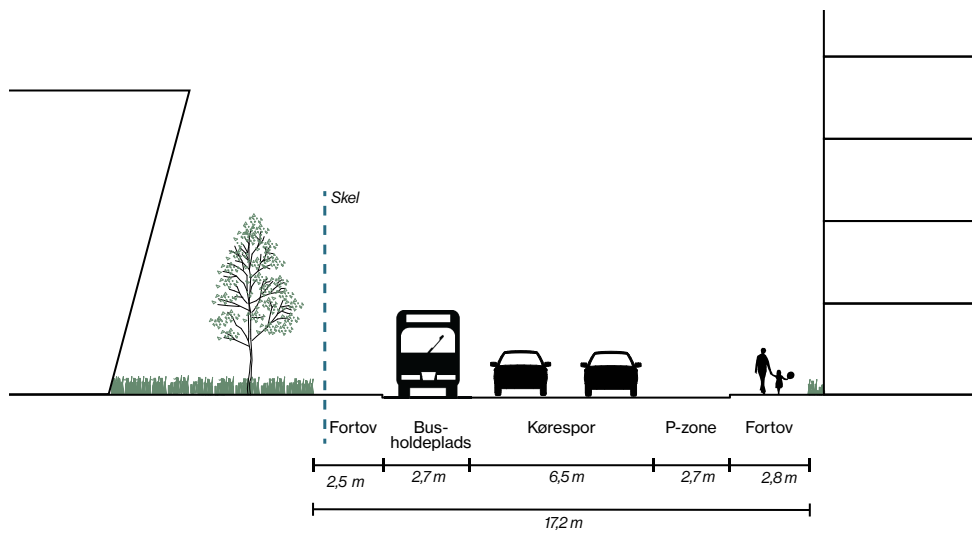 Skel
Fortov
Bus-
holdeplads
Kørespor
P-zone
Fortov
2,5 m
2,7 m
6,5 m
2,7 m
2,8 m
17,2 m